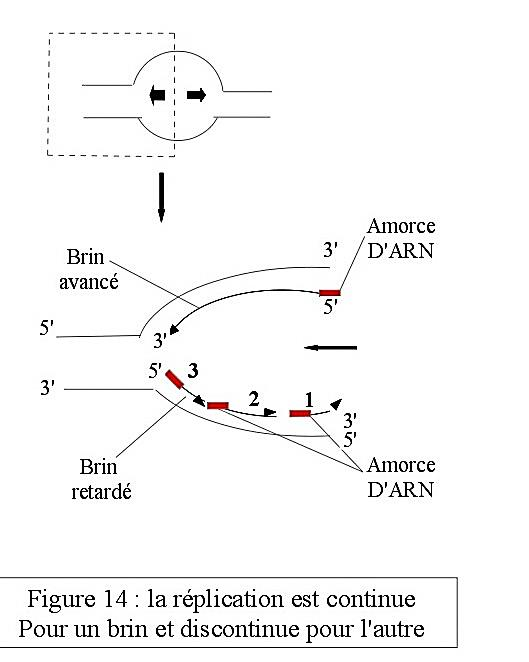 Amorce
D'ARN
3'
Brin
avancé
5'
5'
3'
5'
3
3'
2
1
3'
5'
Brin
retardé
Amorce
D'ARN
Figure 14 : la réplication est continue
Pour un brin et discontinue pour l'autre